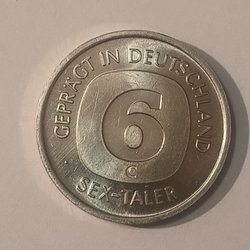 GEPRÄGT IN DEUTSCHLAND
6
C
SEX-TALER